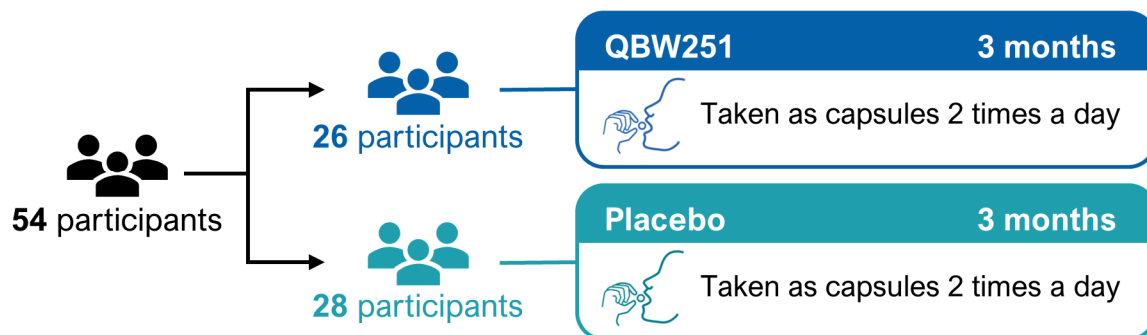 54 participants
26 participants
QBW251 3 months
Taken as capsules 2 times a day
28 participants
Placebo 3 months
Taken as capsules 2 times a day